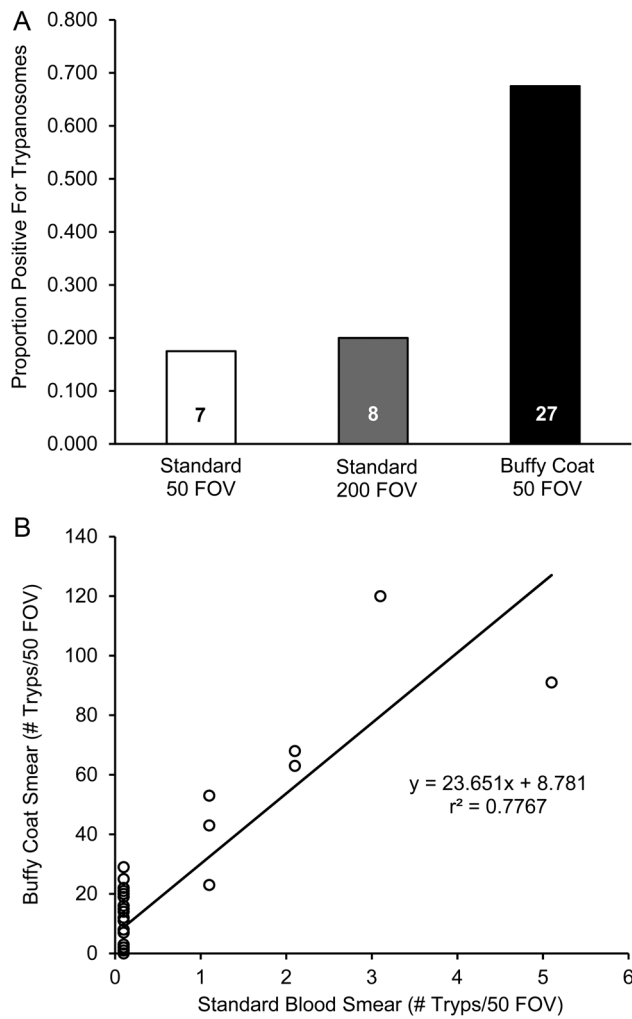 A
Proportion Positive For Trypanosomes
0.800
0.700
0.600
0.500
0.400
0.300
0.200
0.100
0.000
7
8
27
Standard
50 FOV
Standard
200 FOV
Buffy Coat
50 FOV
B
Buffy Coat Smear (# Tryps/50 FOV)
140
120
100
80
60
40
20
0
y = 23.651x + 8.781
r² = 0.7767
0 1 2 3 4 5 6
Standard Blood Smear (# Tryps/50 FOV)